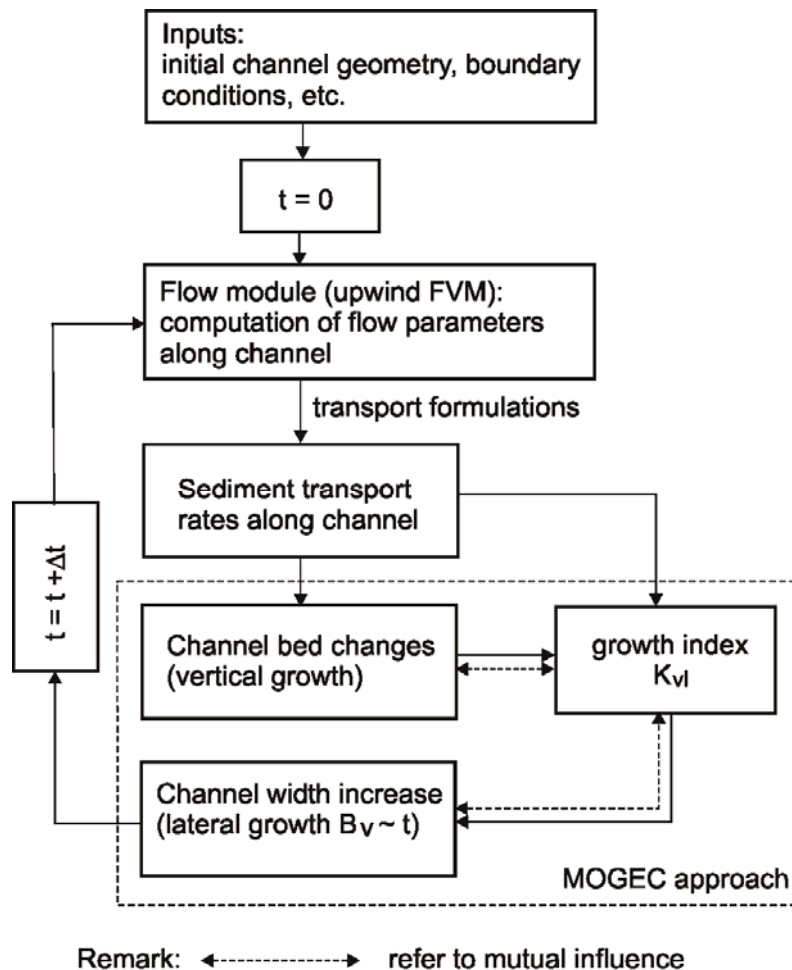 Inputs:
initial channel geometry, boundary
conditions, etc.
t = 0
Flow module (upwind FVM):
computation of flow parameters
along channel
transport formulations
Sediment transport
rates along channel
t = t +Δt
Channel bed changes
(vertical growth)
growth index
Kvl
Channel width increase
(lateral growth Bv ~ t)
MOGEC approach
Remark: refer to mutual influence